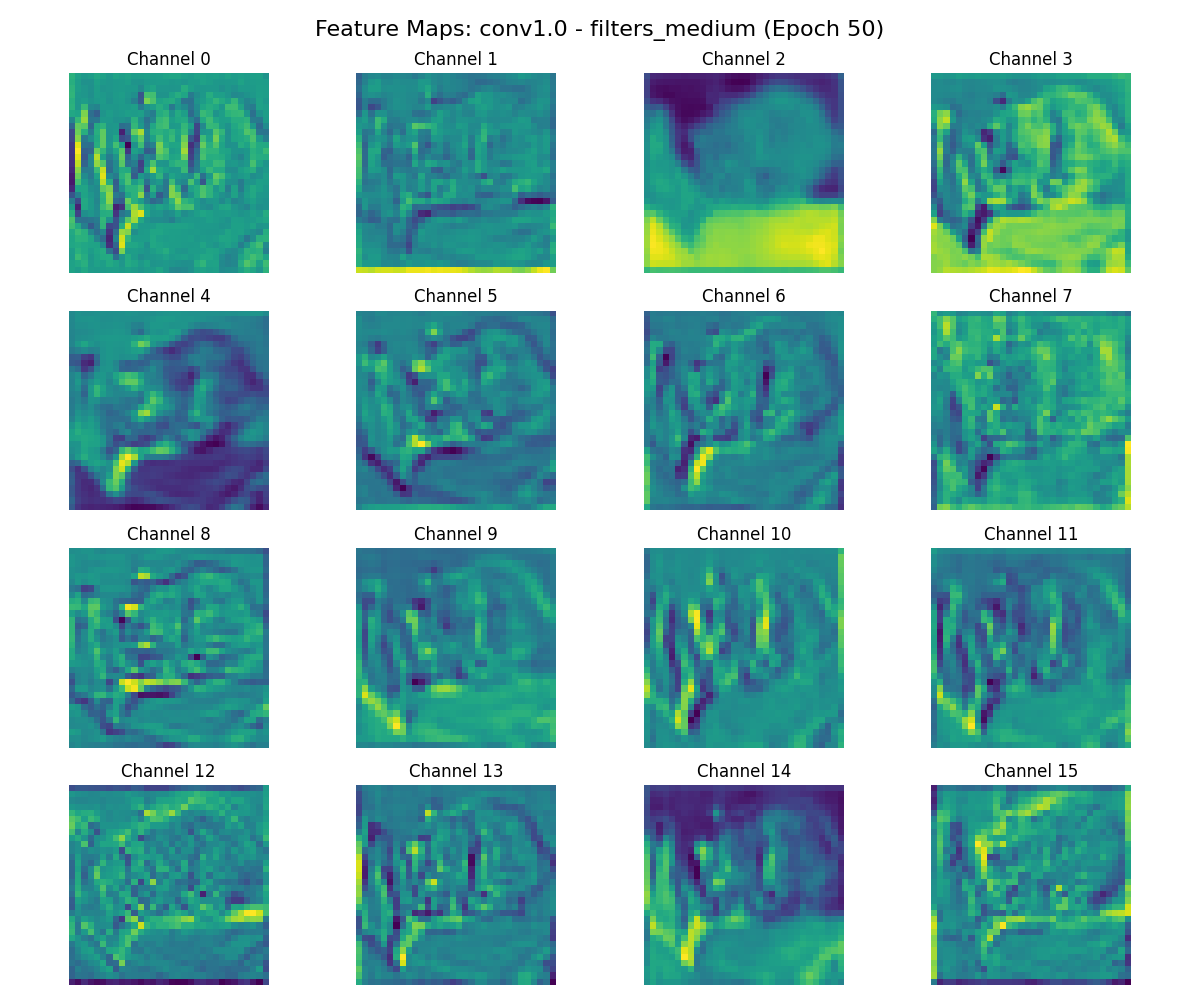 Feature Maps: conv1.0 - filters_medium (Epoch 50)
Channel 0
Channel 1
Channel 2
Channel 3
Channel 4
Channel 5
Channel 6
Channel 7
Channel 8
Channel 9
Channel 10
Channel 11
Channel 12
Channel 13
Channel 14
Channel 15